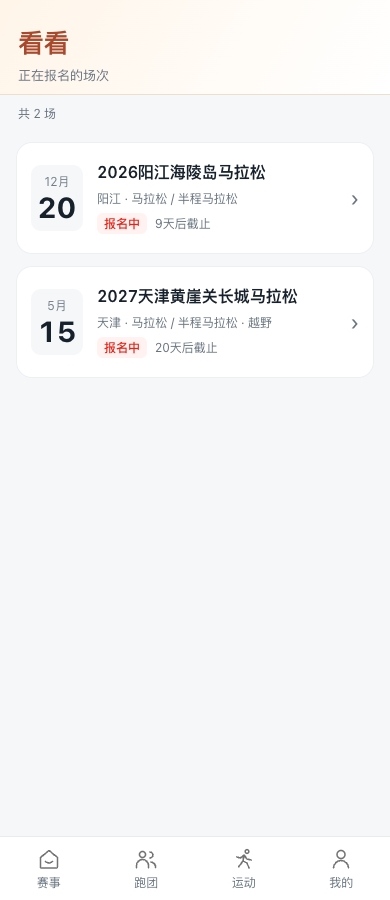 看看
正在报名的场次
共 2 场
12月
20
2026阳江海陵岛马拉松
阳江 · 马拉松 / 半程马拉松
报名中 9天后截止
5月
15
2027天津黄崖关长城马拉松
天津 · 马拉松 / 半程马拉松 · 越野
报名中 20天后截止
赛事 跑团 运动 我的